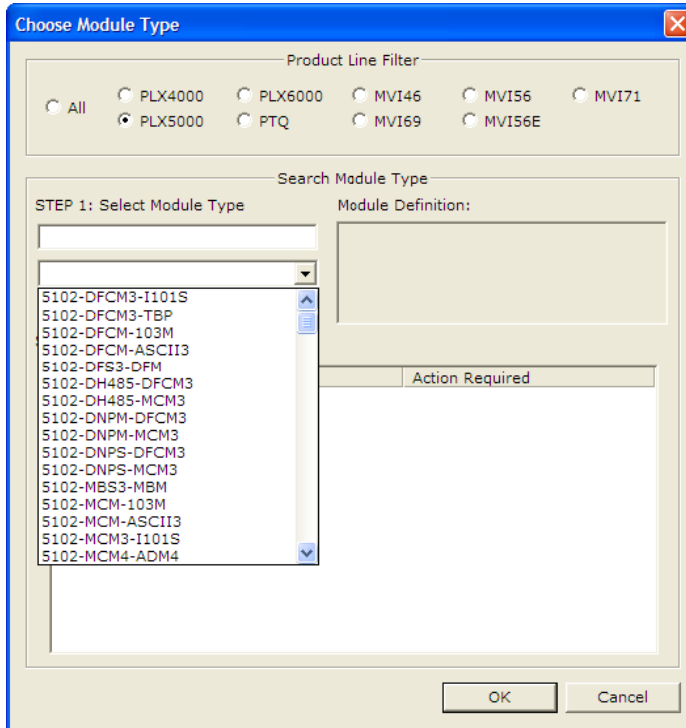 Choose Module Type
Product Line Filter
All
PLX4000
PLX6000
MVI46
MVI56
MVI71
PLX5000
PTQ
MVI69
MVI56E
Search Module Type
STEP 1: Select Module Type
Module Definition:
5102-DFCM3-I101S
5102-DFCM3-TBP
5102-DFCM-103M
5102-DFCM-ASCII3
5102-DFS3-DFM
5102-DH485-DFCM3
5102-DH485-MCM3
5102-DNPM-DFCM3
5102-DNPM-MCM3
5102-DNPS-DFCM3
5102-DNPS-MCM3
5102-MBS3-MBM
5102-MCM-103M
5102-MCM-ASCII3
5102-MCM3-I101S
5102-MCM4-ADM4
Action Required
OK
Cancel